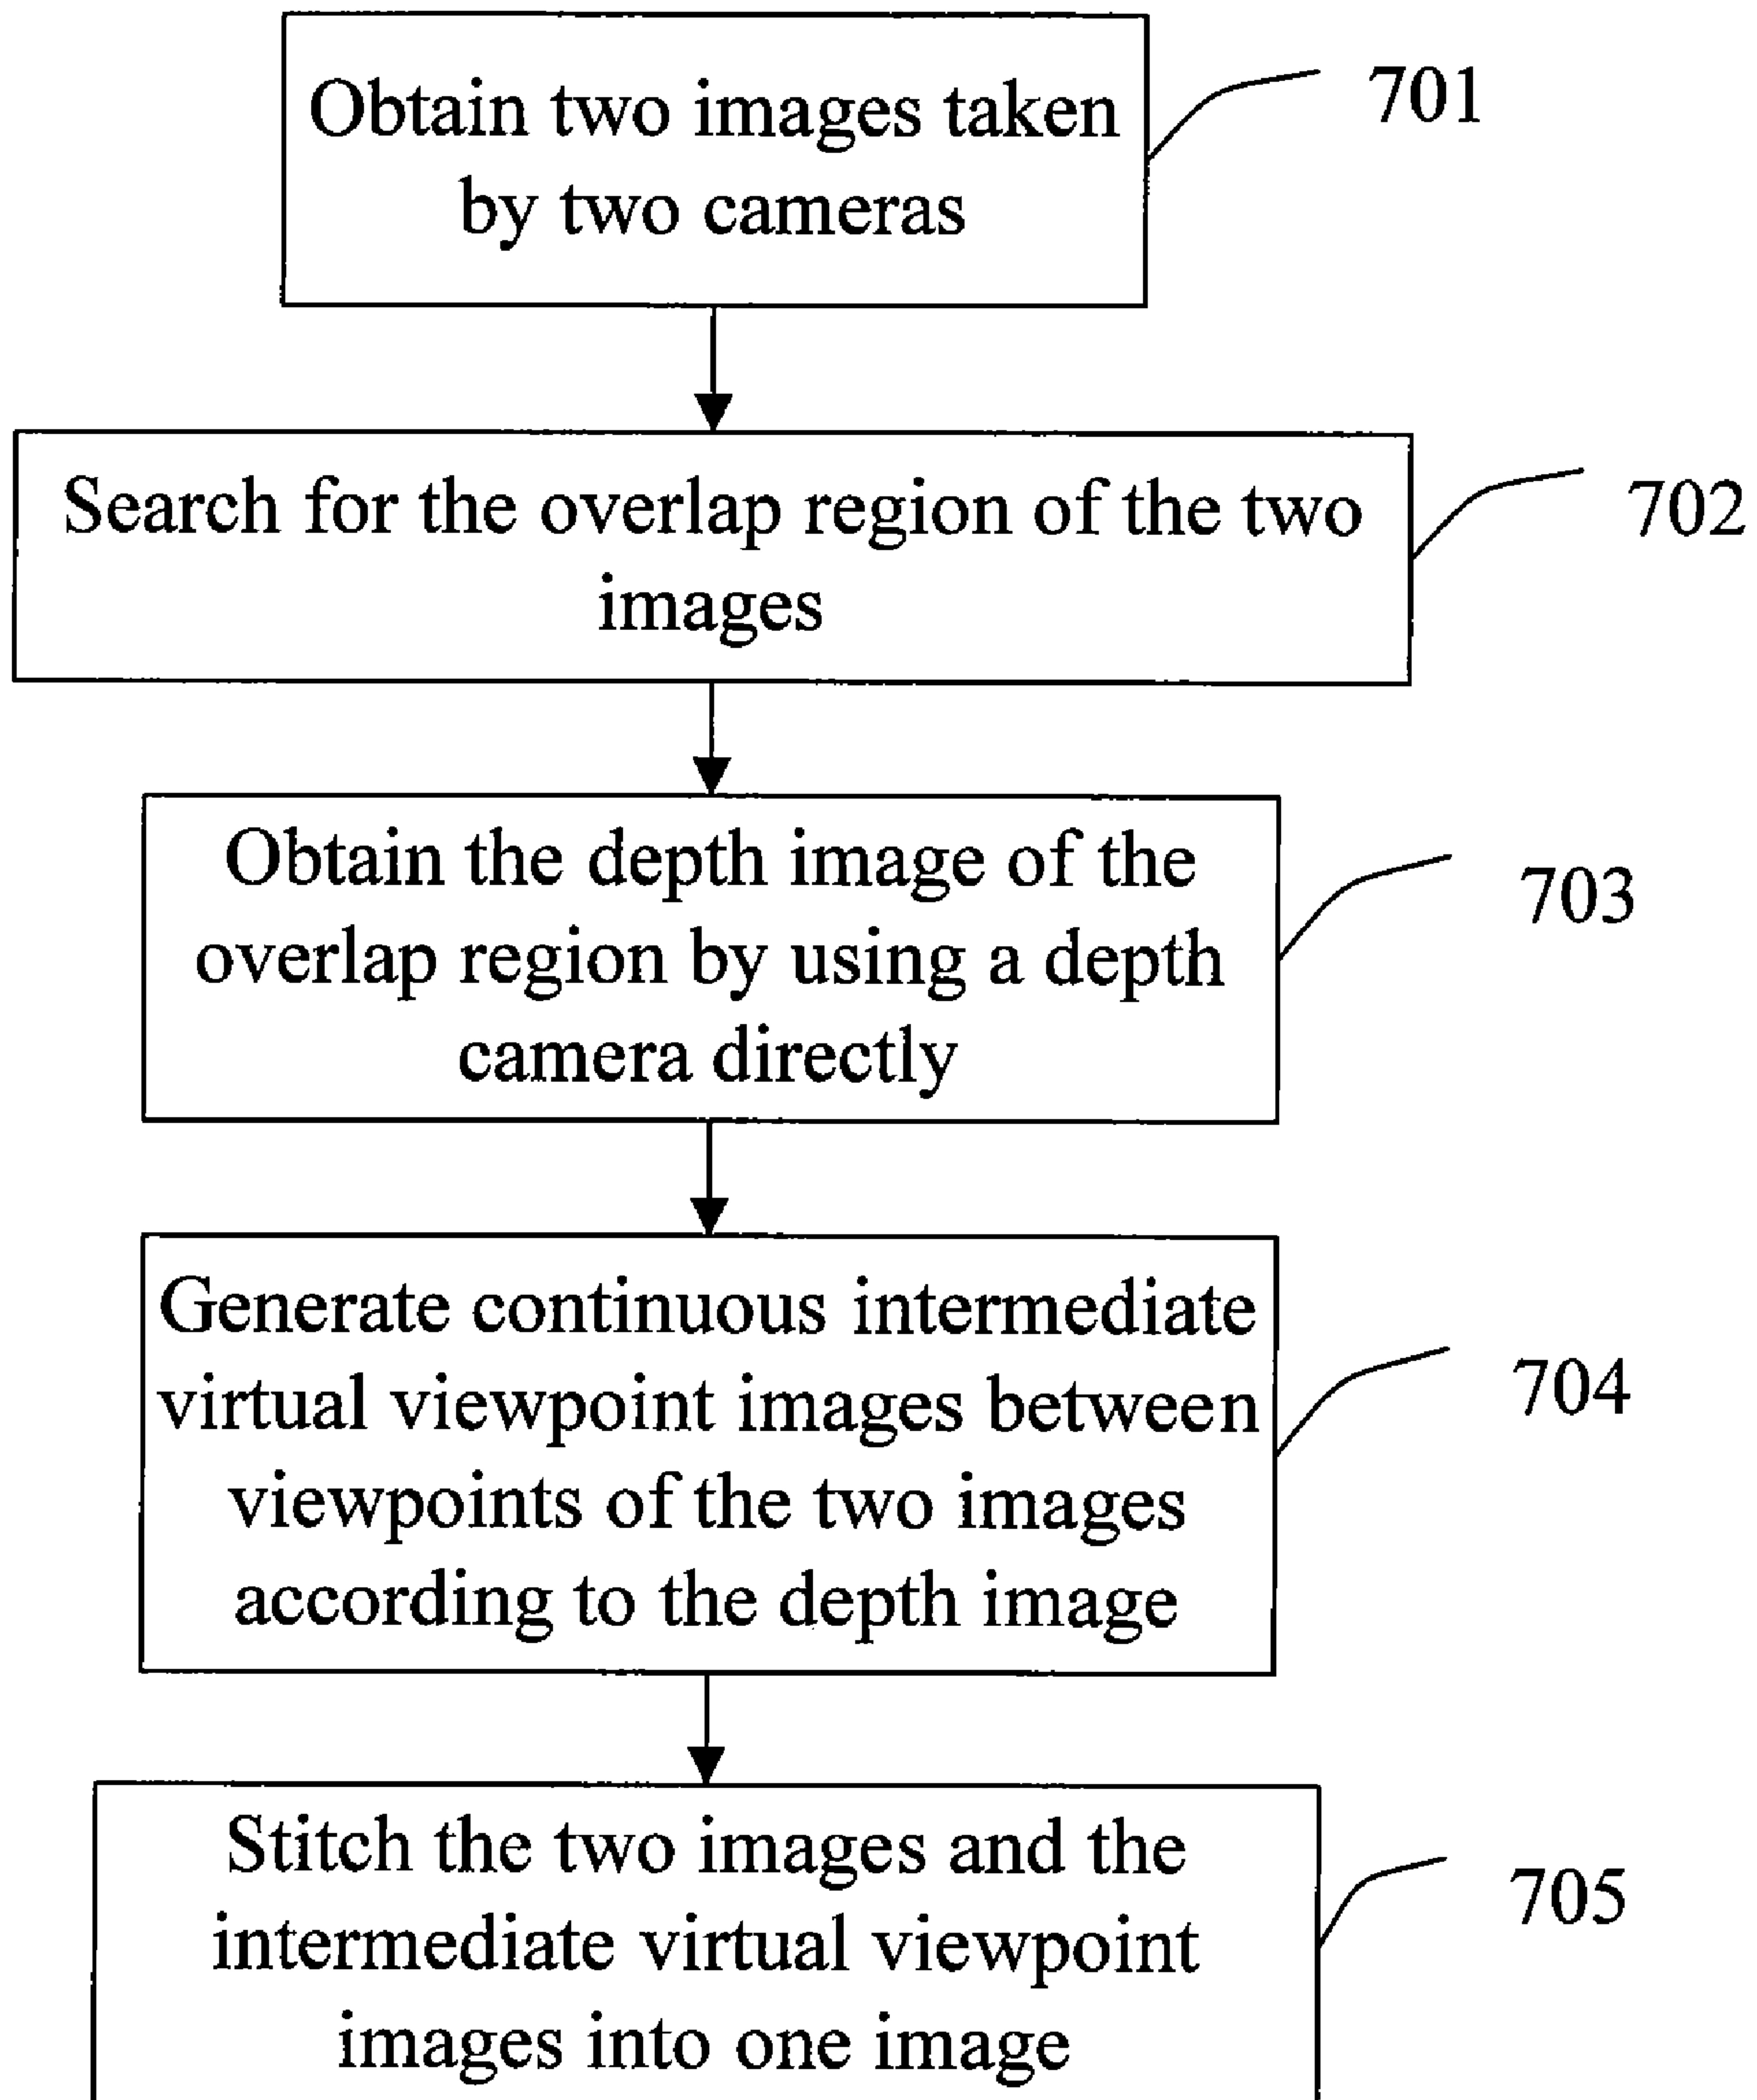 Obtain two images taken
by two cameras
701
Search for the overlap region of the two
images
702
Obtain the depth image of the
overlap region by using a depth
camera directly
703
Generate continuous intermediate
virtual viewpoint images between
viewpoints of the two images
according to the depth image
704
Stitch the two images and the
intermediate virtual viewpoint
images into one image
705